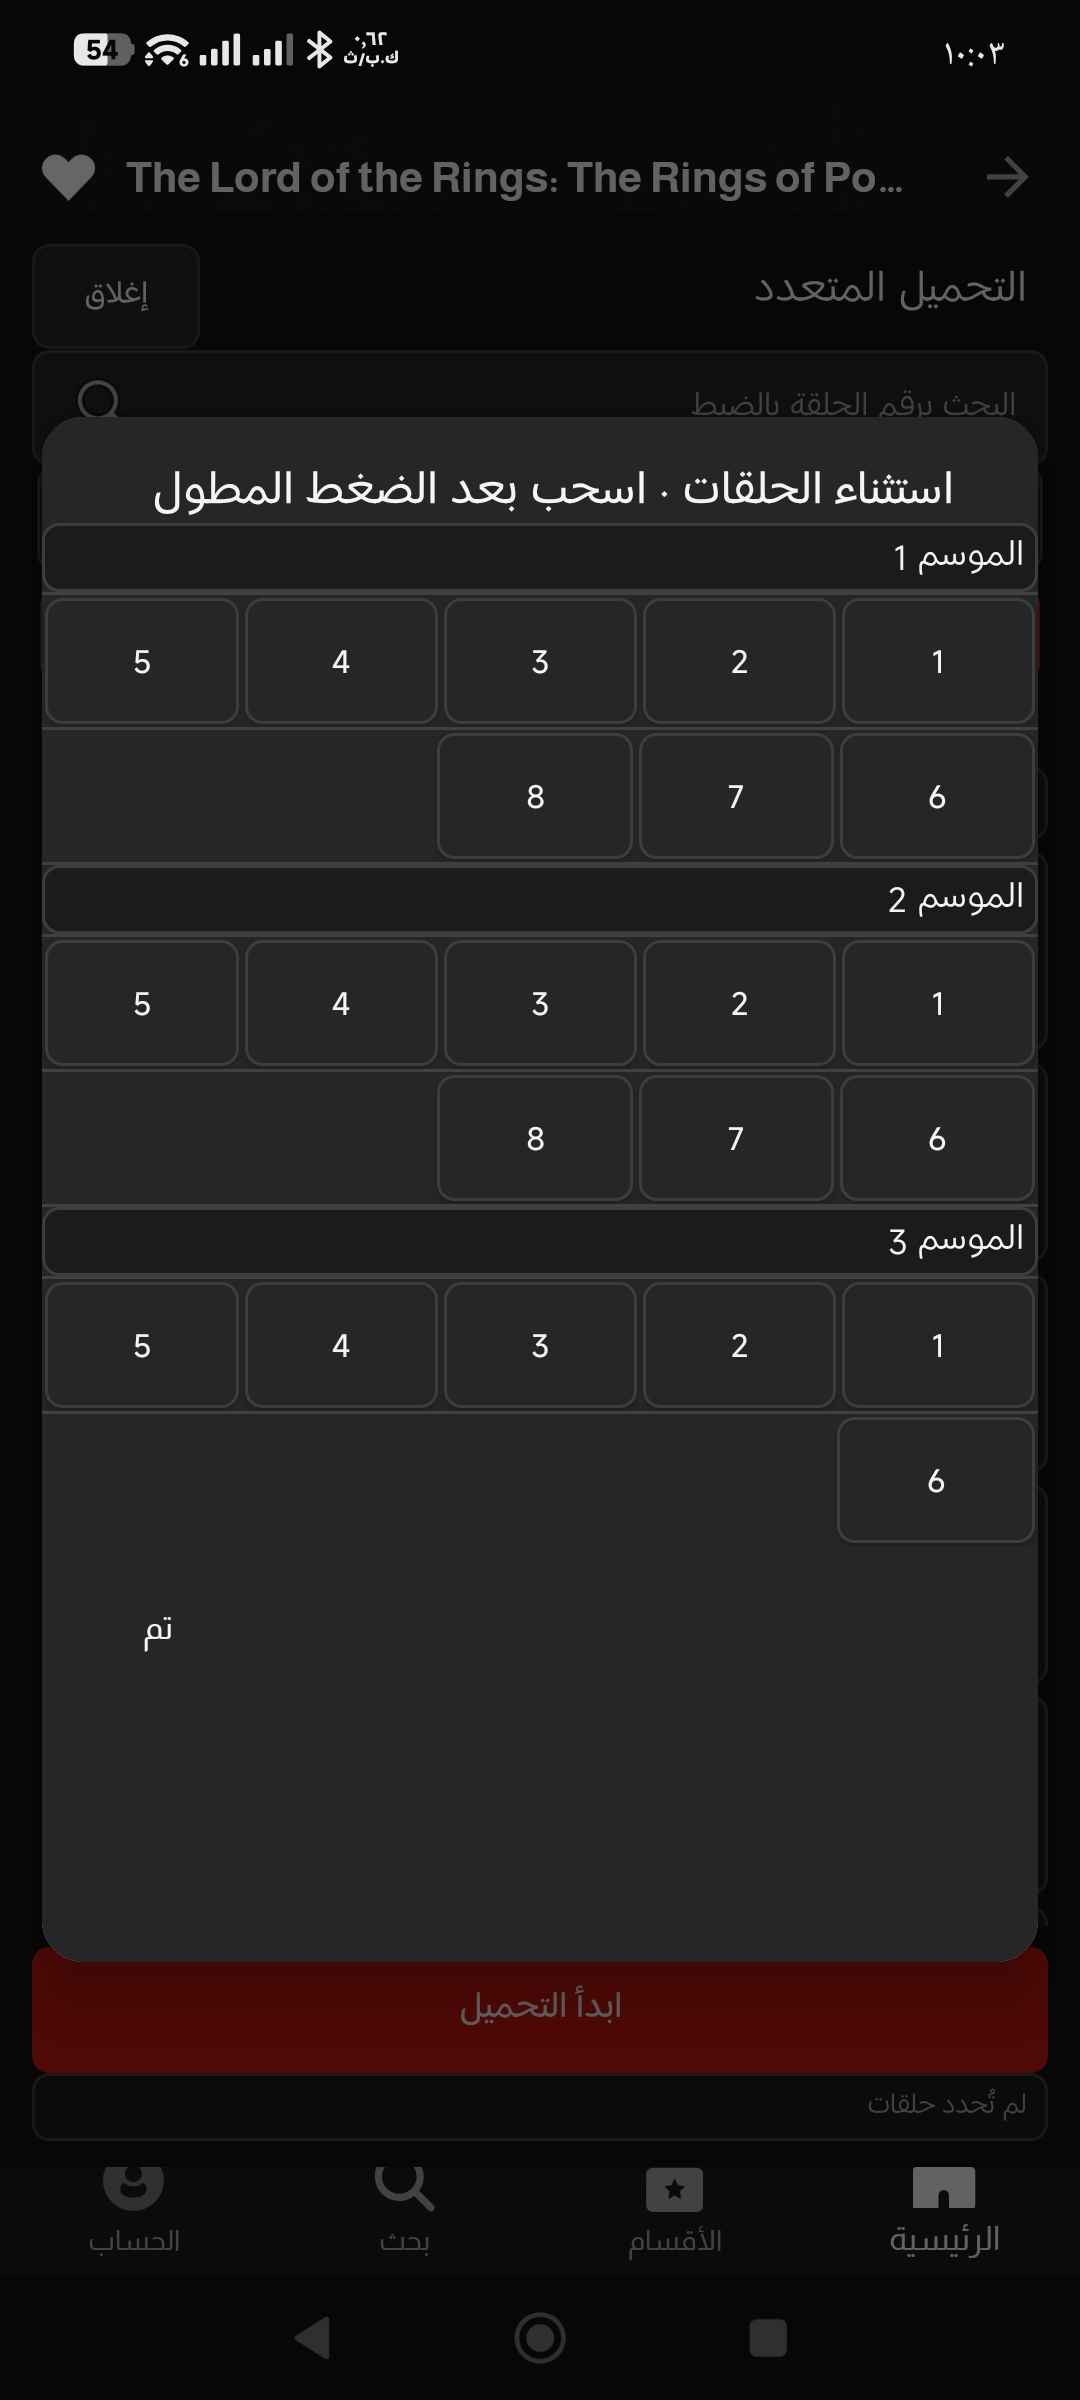 ١٠:٠٣
٠٫٦٢
ك.ب/ث
6
54
The Lord of the Rings: The Rings of Po...
التحميل المتعدد
إغلاق
البحث برقم الحلقة بالضبط
استثناء الحلقات · اسحب بعد الضغط المطول
الموسم 1
1 2 3 4 5
6 7 8
الموسم 2
1 2 3 4 5
6 7 8
الموسم 3
1 2 3 4 5
6
تم
ابدأ التحميل
لم تُحدد حلقات
الرئيسية
الأقسام
بحث
الحساب